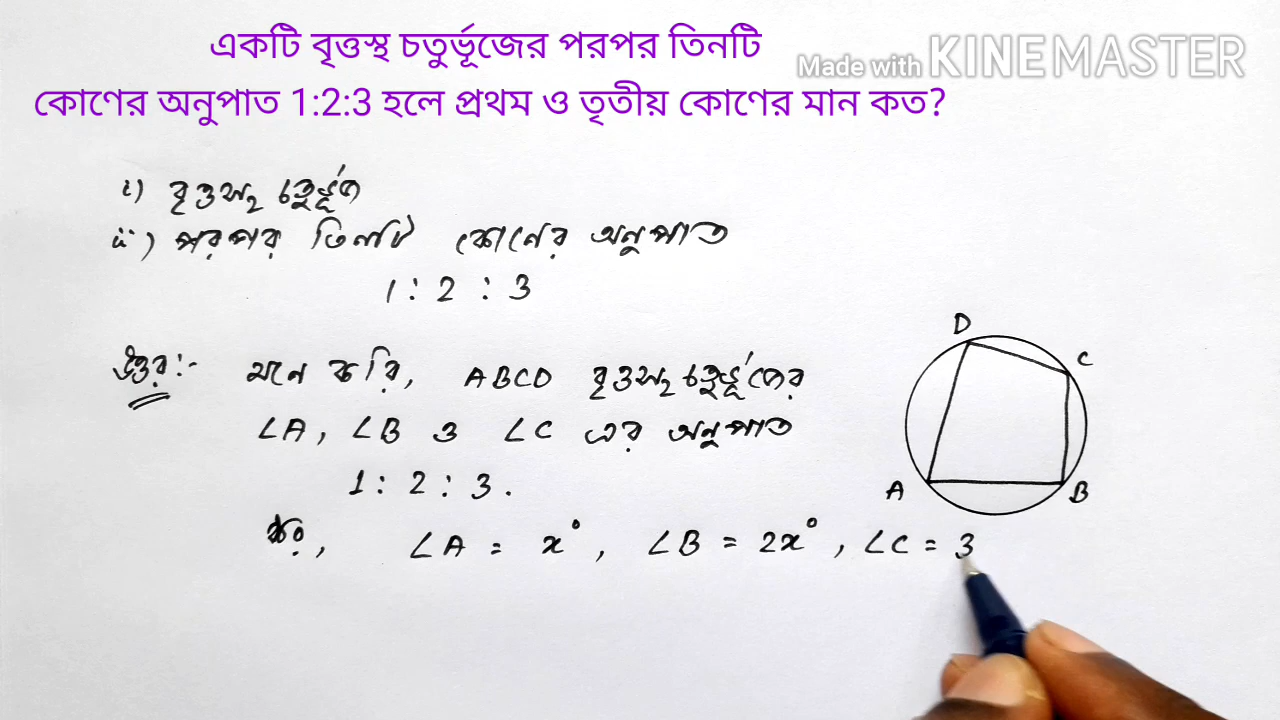 একটি বৃত্তস্থ চতুর্ভূজের পরপর তিনটি
Made with KINEMASTER
কোণের অনুপাত 1:2:3 হলে প্রথম ও তৃতীয় কোণের মান কত?
i) বৃত্তস্থ চতুর্ভূজ
ii) পরপর তিনটি কোনের অনুপাত
1 : 2 : 3
উত্তর:- মনে করি, ABCD বৃত্তস্থ চতুর্ভূজের
∠A, ∠B ও ∠C এর অনুপাত
1 : 2 : 3.
ধরি, ∠A = x°, ∠B = 2x°, ∠C = 3
D
C
A
B